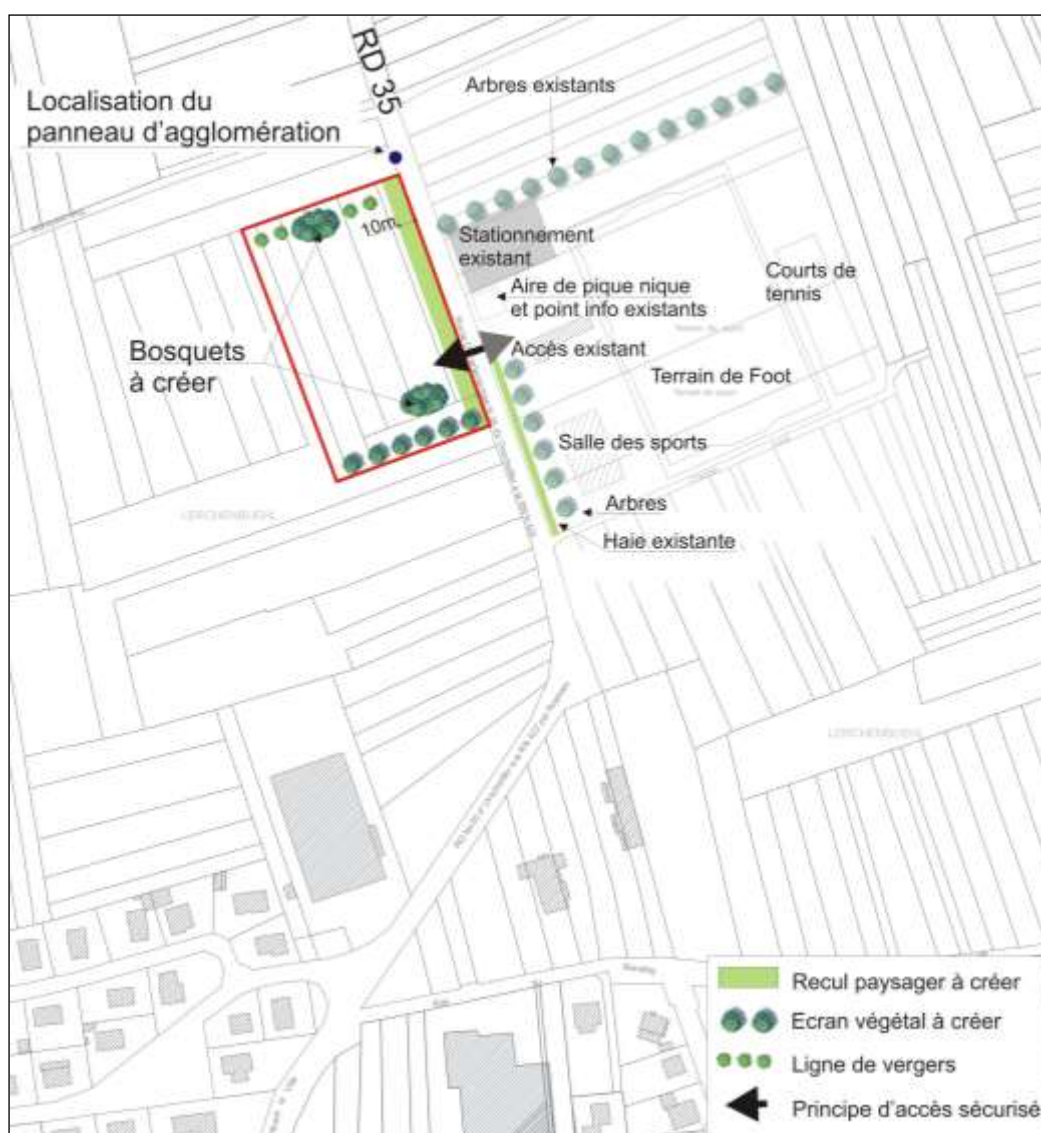 RD 35
Localisation du
panneau d'agglomération
Arbres existants
10m
Stationnement
existant
Courts de
tennis
Aire de pique nique
et point info existants
Bosquets
à créer
Accès existant
Terrain de Foot
Salle des sports
Arbres
Haie existante
LERCHENBUEHL
LERCHENBUEHL
Recul paysager à créer
Ecran végétal à créer
Ligne de vergers
Principe d'accès sécurisé